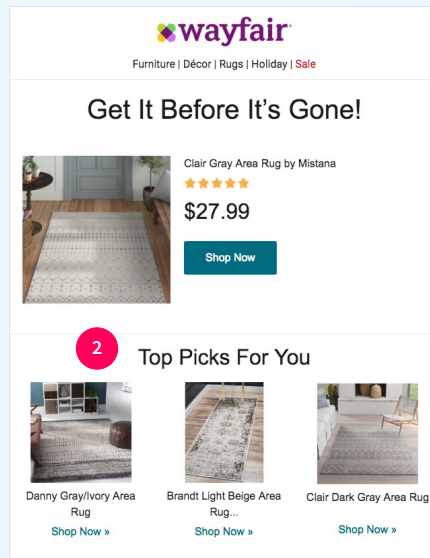 wayfair
Furniture | Décor | Rugs | Holiday | Sale
Get It Before It's Gone!
Clair Gray Area Rug by Mistana
$27.99
Shop Now
2
Top Picks For You
Danny Gray/Ivory Area
Rug
Shop Now »
Brandt Light Beige Area
Rug...
Shop Now »
Clair Dark Gray Area Rug
Shop Now »